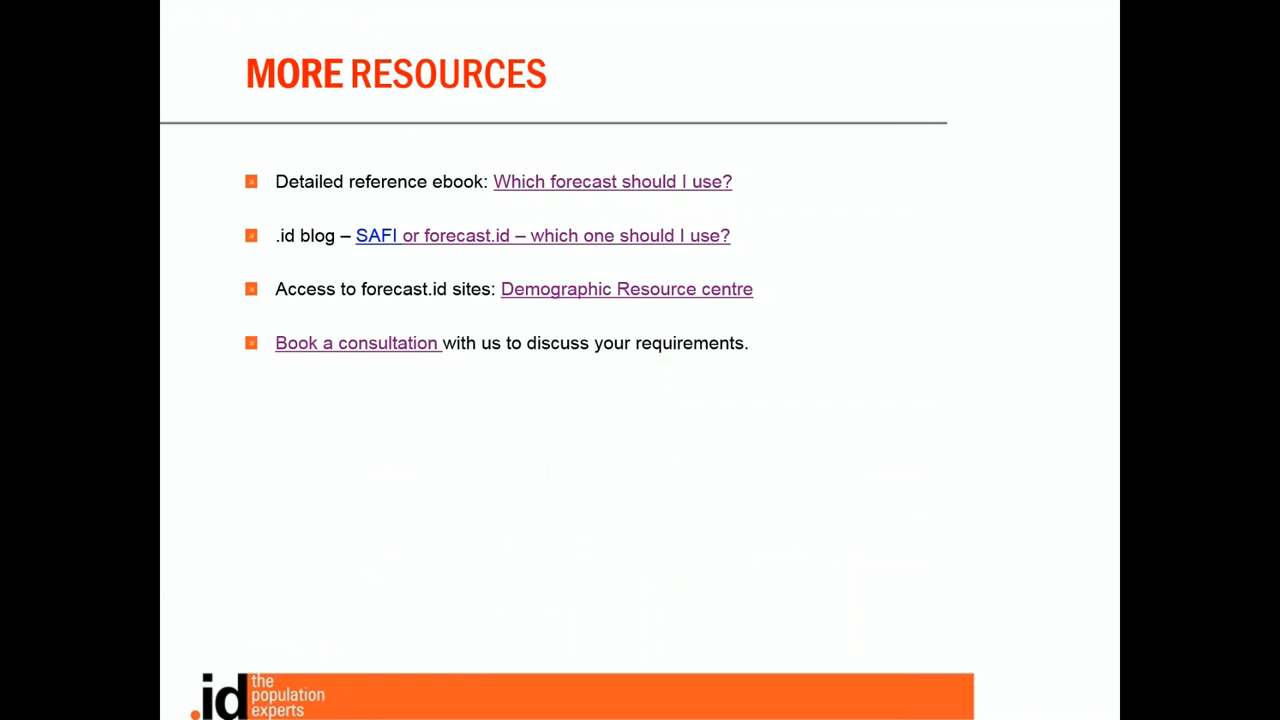 MORE RESOURCES
Detailed reference ebook: Which forecast should I use?
.id blog – SAFI or forecast.id – which one should I use?
Access to forecast.id sites: Demographic Resource centre
Book a consultation with us to discuss your requirements.
.id the
population
experts